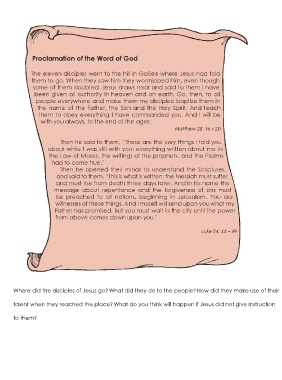 Proclamation of the Word of God
The eleven disciples went to the hill in Galilee where Jesus had told
them to go. When they saw him they worshipped him, even though
some of them doubted. Jesus drew near and said to them I have
been given all authority in heaven and on earth. Go, then, to all
people everywhere and make them my disciples: baptize them in
the name of the Father, the Son and the Holy Spirit. And teach
them to obey everything I have commanded you. And I will be
with you always, to the end of the ages.
Matthew 28: 16 – 20
Then he said to them, "These are the very things I told you
about while I was still with you: everything written about me in
the Law of Moses, the writings of the prophets, and the Psalms
had to come true."
Then he opened their minds to understand the Scriptures,
and said to them, "This is what is written: the Messiah must suffer
and must rise from death three days later. And in his name the
message about repentance and the forgiveness of sins must
be preached to all nations, beginning in Jerusalem. You are
witnesses of these things. And I myself will send upon you what my
Father has promised. But you must wait in the city until the power
from above comes down upon you."
Luke 24: 44 – 49
Where did the disciples of Jesus go? What did they do to the people? How did they make use of their
talent when they reached the place? What do you think will happen if Jesus did not give instruction
to them?